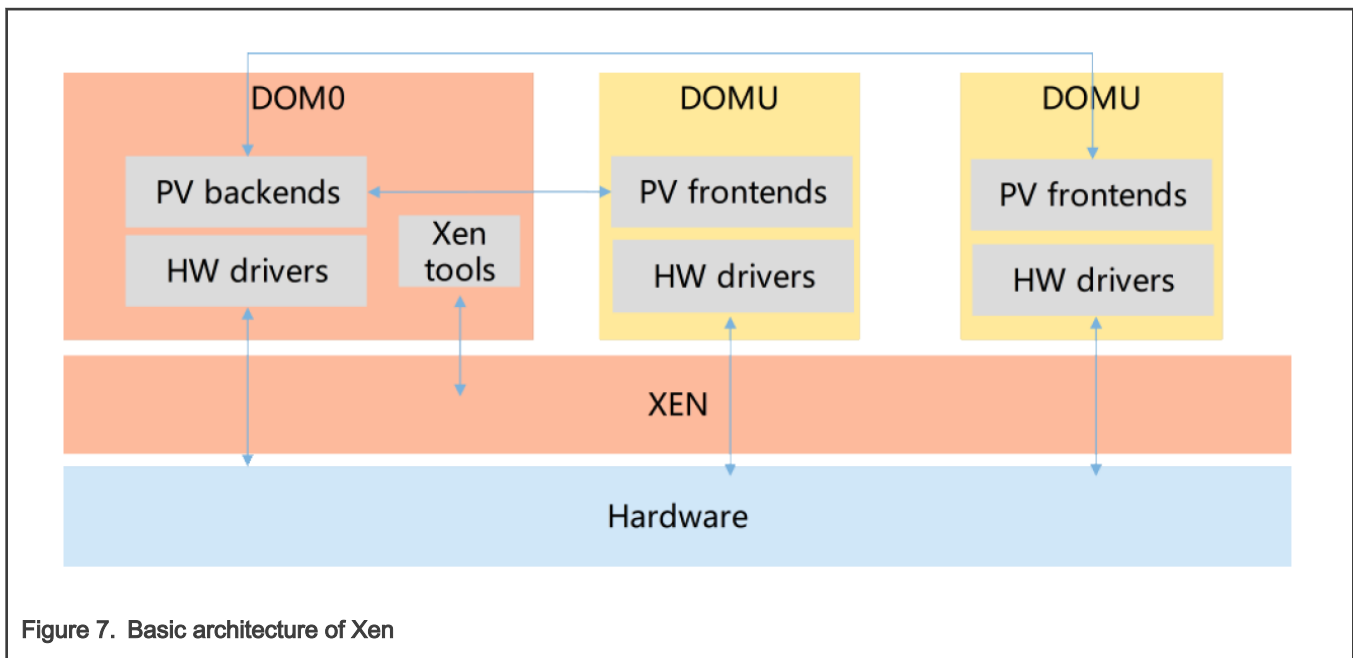 DOM0
PV backends
HW drivers
Xen
tools
DOMU
PV frontends
HW drivers
DOMU
PV frontends
HW drivers
XEN
Hardware
Figure 7. Basic architecture of Xen